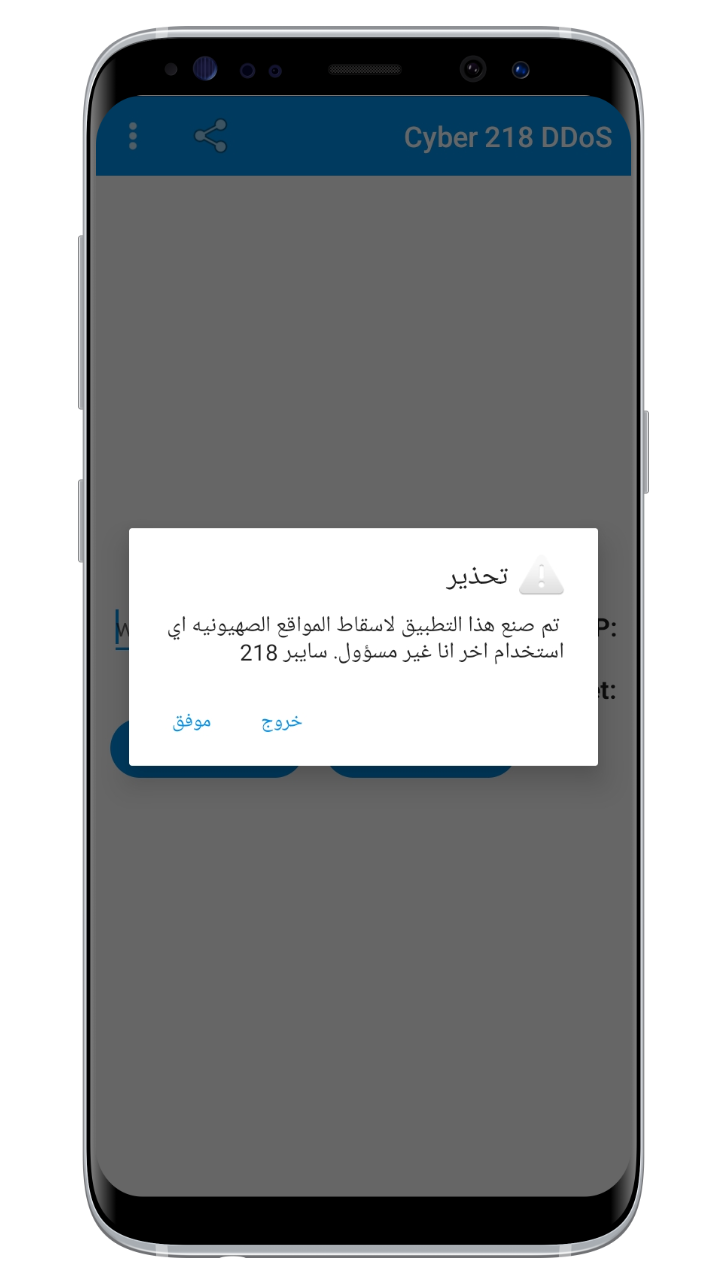 Cyber 218 DDoS
تحذير
تم صنع هذا التطبيق لاسقاط المواقع الصهيونيه اي
استخدام اخر انا غير مسؤول. سايبر 218
خروج
موفق